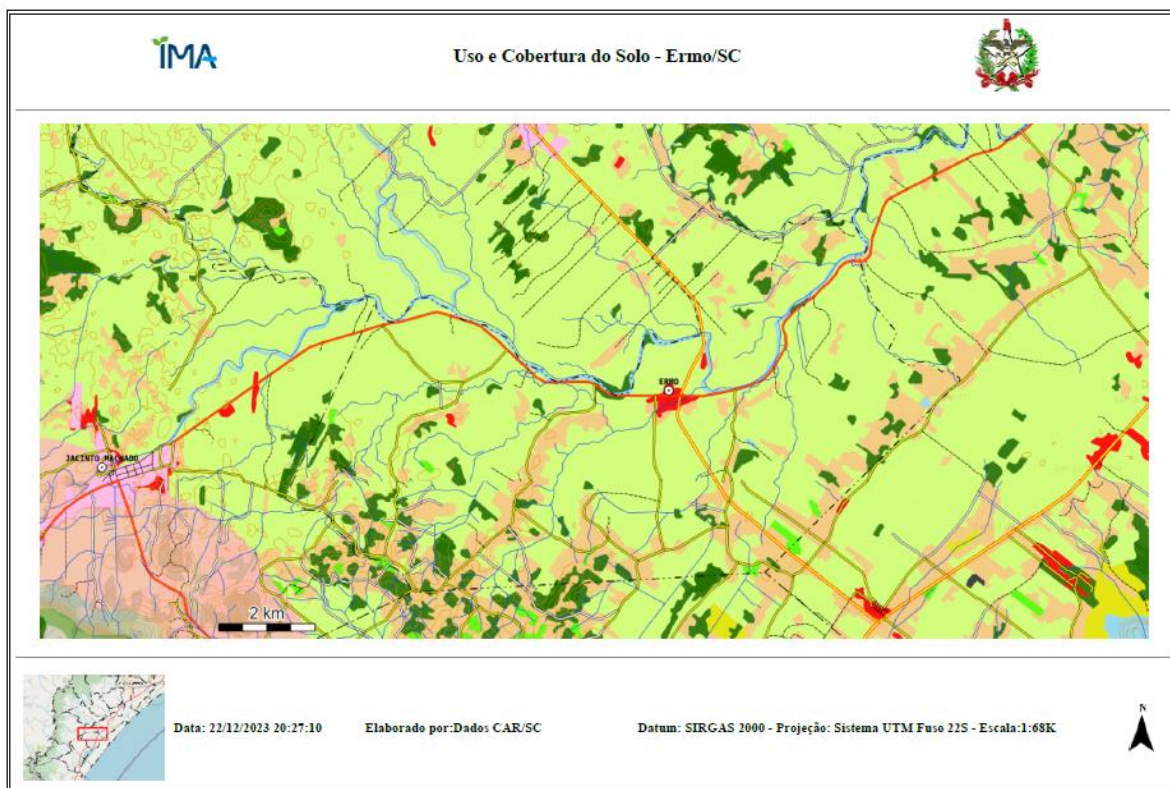 IMA
Uso e Cobertura do Solo - Ermo/SC
ERMO
JACINTO MACHADO
2 km
Data: 22/12/2023 20:27:10
Elaborado por:Dados CAR/SC
Datum: SIRGAS 2000 - Projeção: Sistema UTM Fuso 22S - Escala:1:68K
N